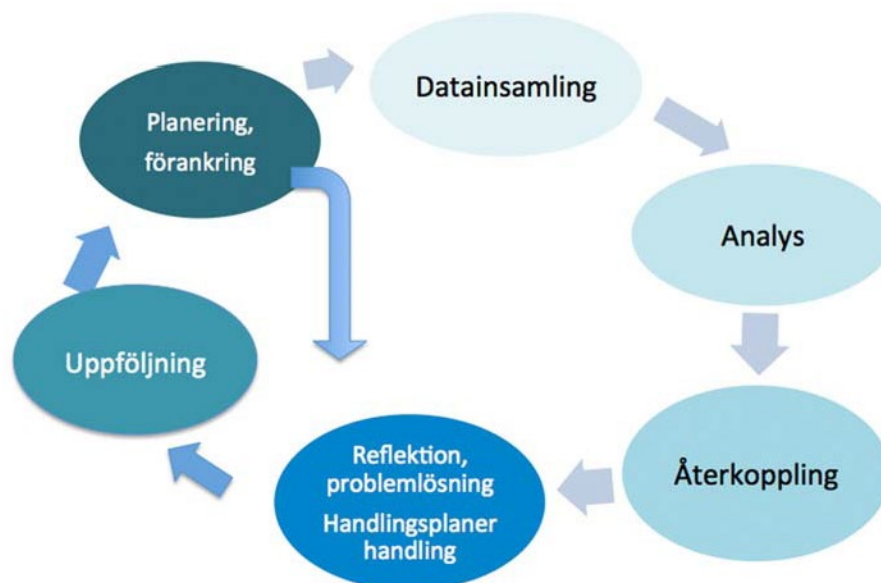 Planering,
förankring
Datainsamling
Analys
Återkoppling
Reflektion,
problemlösning
Handlingsplaner
handling
Uppföljning